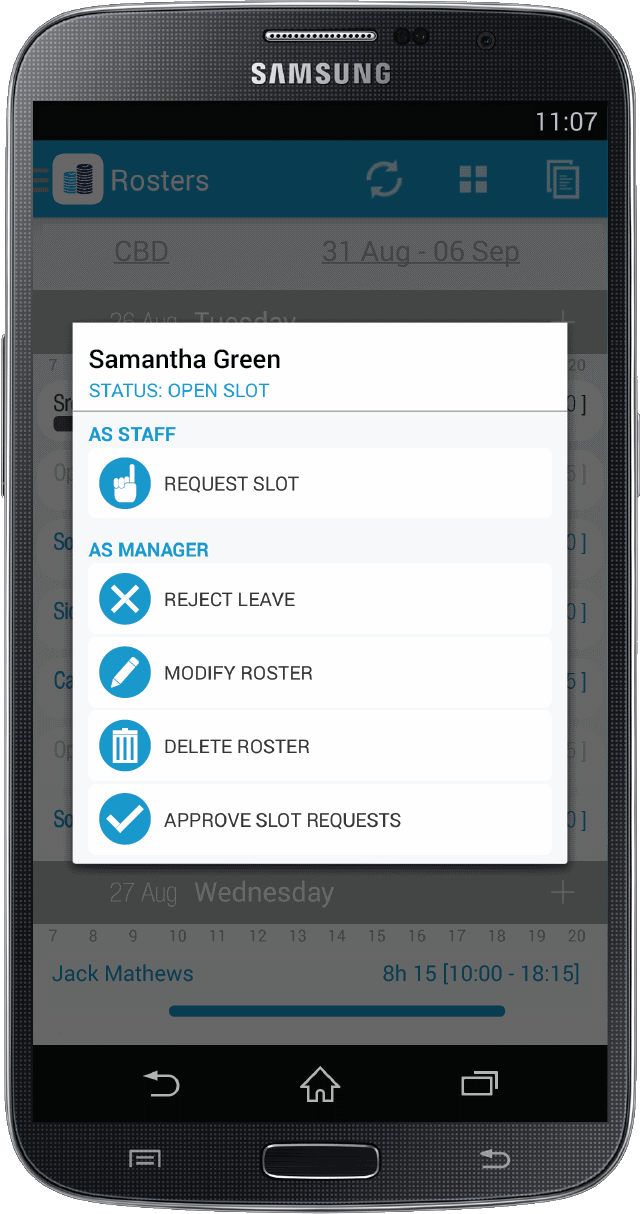 SAMSUNG
11:07
Rosters
CBD 31 Aug - 06 Sep
26 Aug Tuesday +
7 20
Samantha Green
STATUS: OPEN SLOT
AS STAFF
REQUEST SLOT
AS MANAGER
REJECT LEAVE
MODIFY ROSTER
DELETE ROSTER
APPROVE SLOT REQUESTS
27 Aug Wednesday +
7 8 9 10 11 12 13 14 15 16 17 18 19 20
Jack Mathews 8h 15 [10:00 - 18:15]